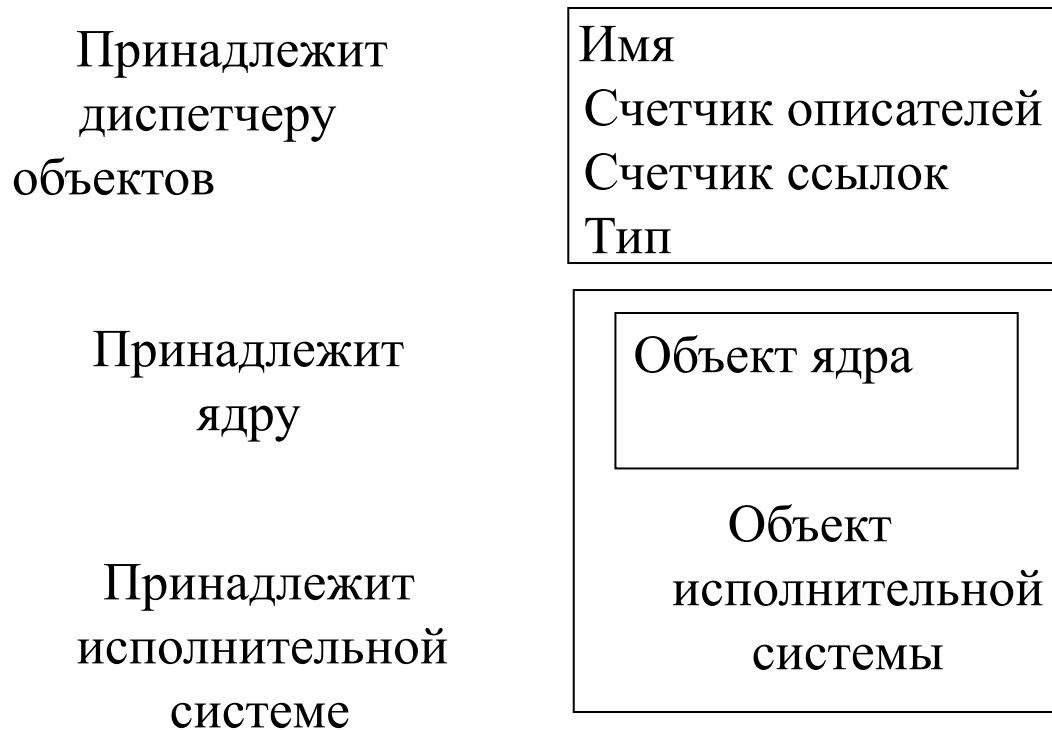 Принадлежит
диспетчеру
объектов
Имя
Счетчик описателей
Счетчик ссылок
Тип
Принадлежит
ядру
Объект ядра
Принадлежит
исполнительной
системе
Объект
исполнительной
системы